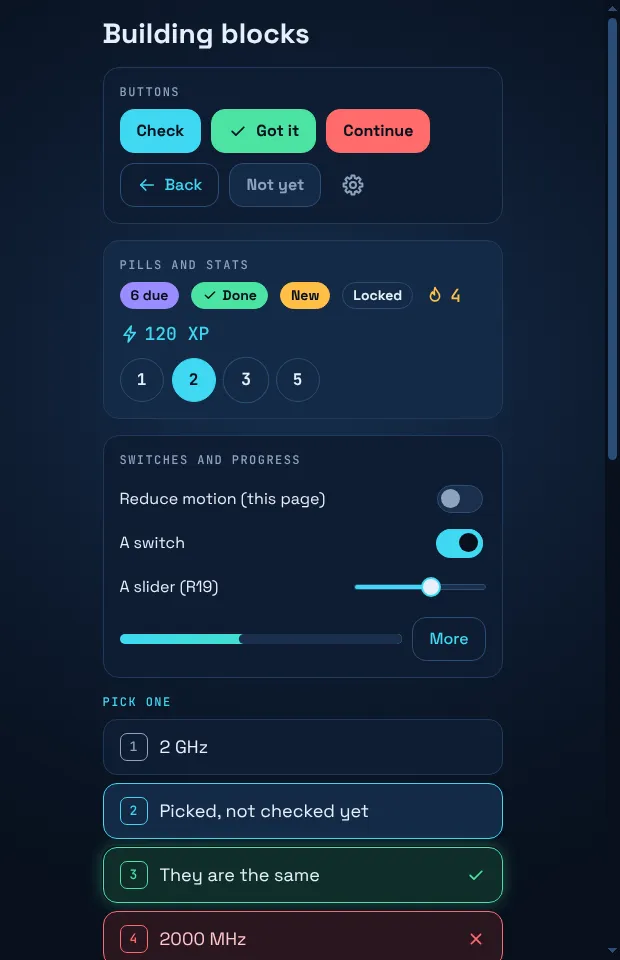 Building blocks
BUTTONS
Check
Got it
Continue
Back
Not yet
PILLS AND STATS
6 due
Done
New
Locked
4
120 XP
1
2
3
5
SWITCHES AND PROGRESS
Reduce motion (this page)
A switch
A slider (R19)
More
PICK ONE
1 2 GHz
2 Picked, not checked yet
3 They are the same
4 2000 MHz